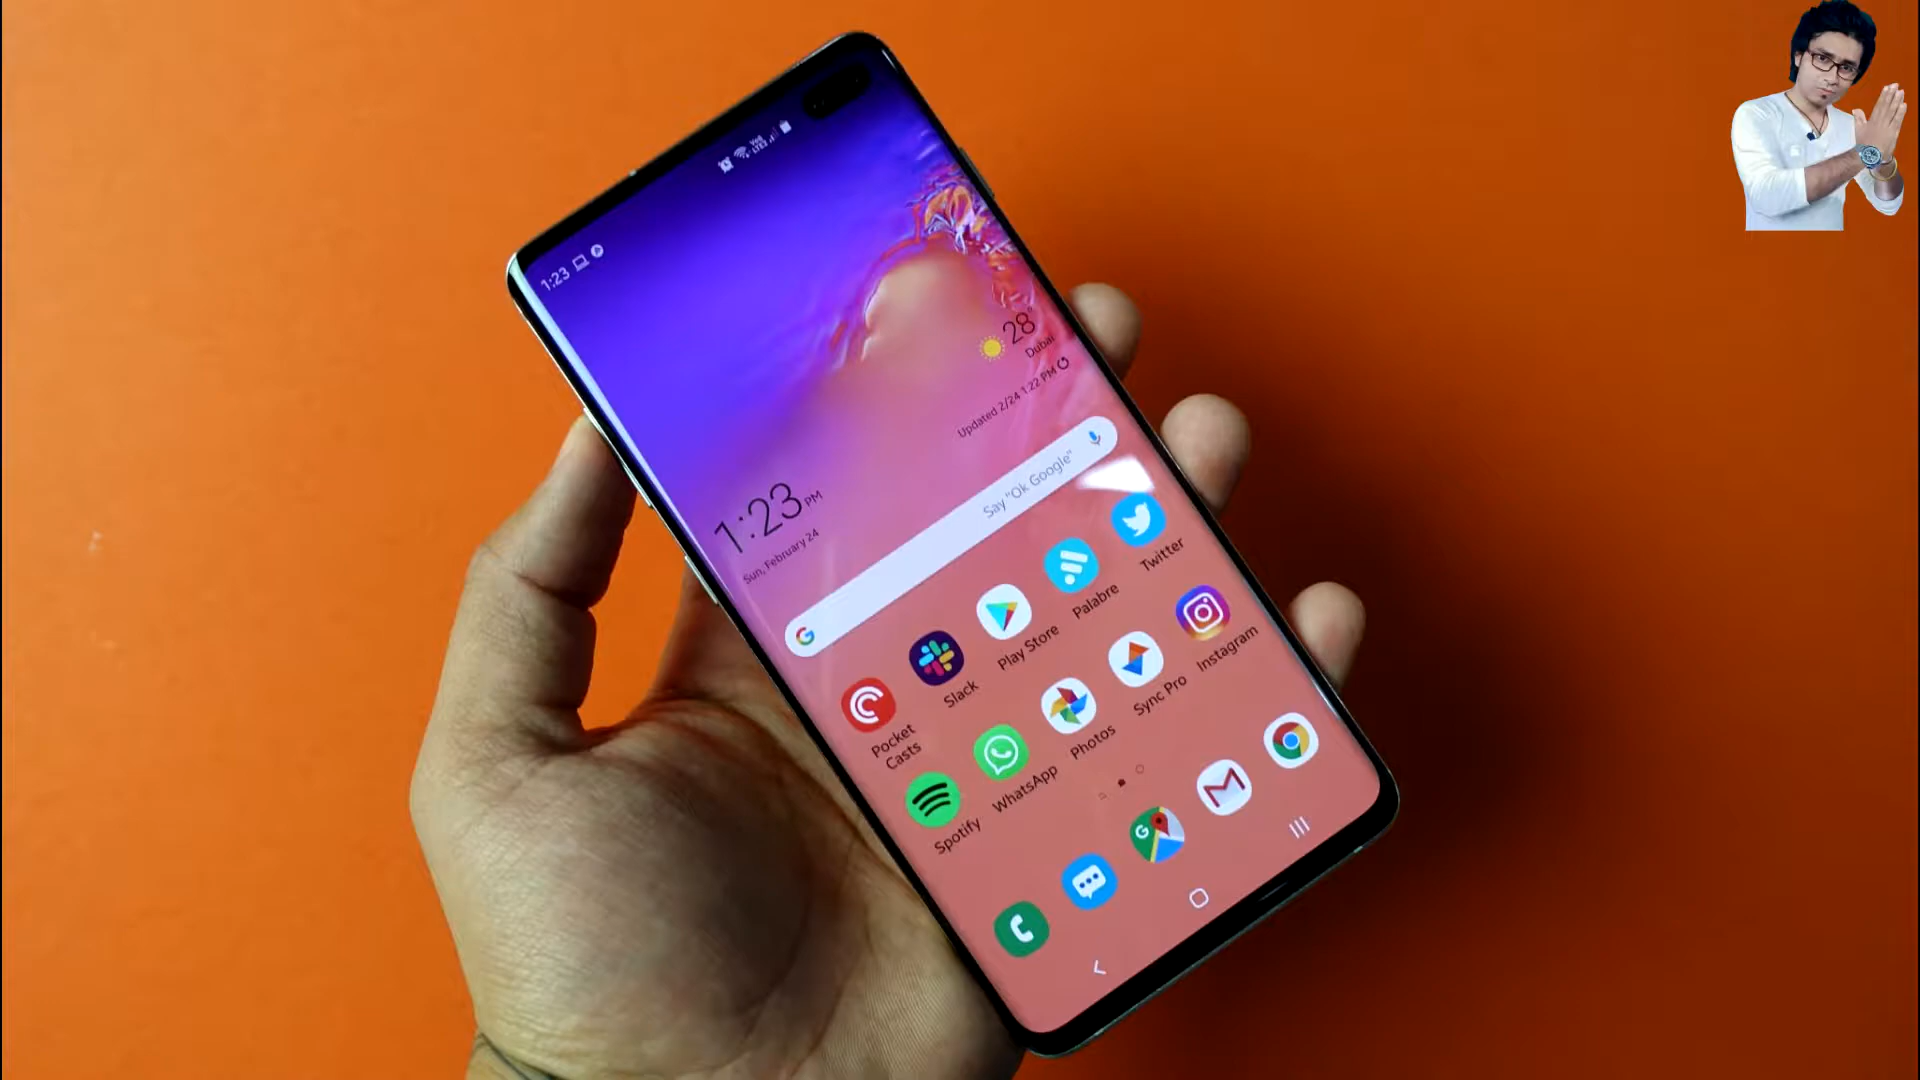 1:23
VoLTE2
28°
Dubai
Updated 2/24 1:22 PM
1:23 PM
Sun, February 24
G Say "Ok Google"
Pocket Casts
Slack
Play Store
Palabre
Twitter
Spotify
WhatsApp
Photos
Sync Pro
Instagram